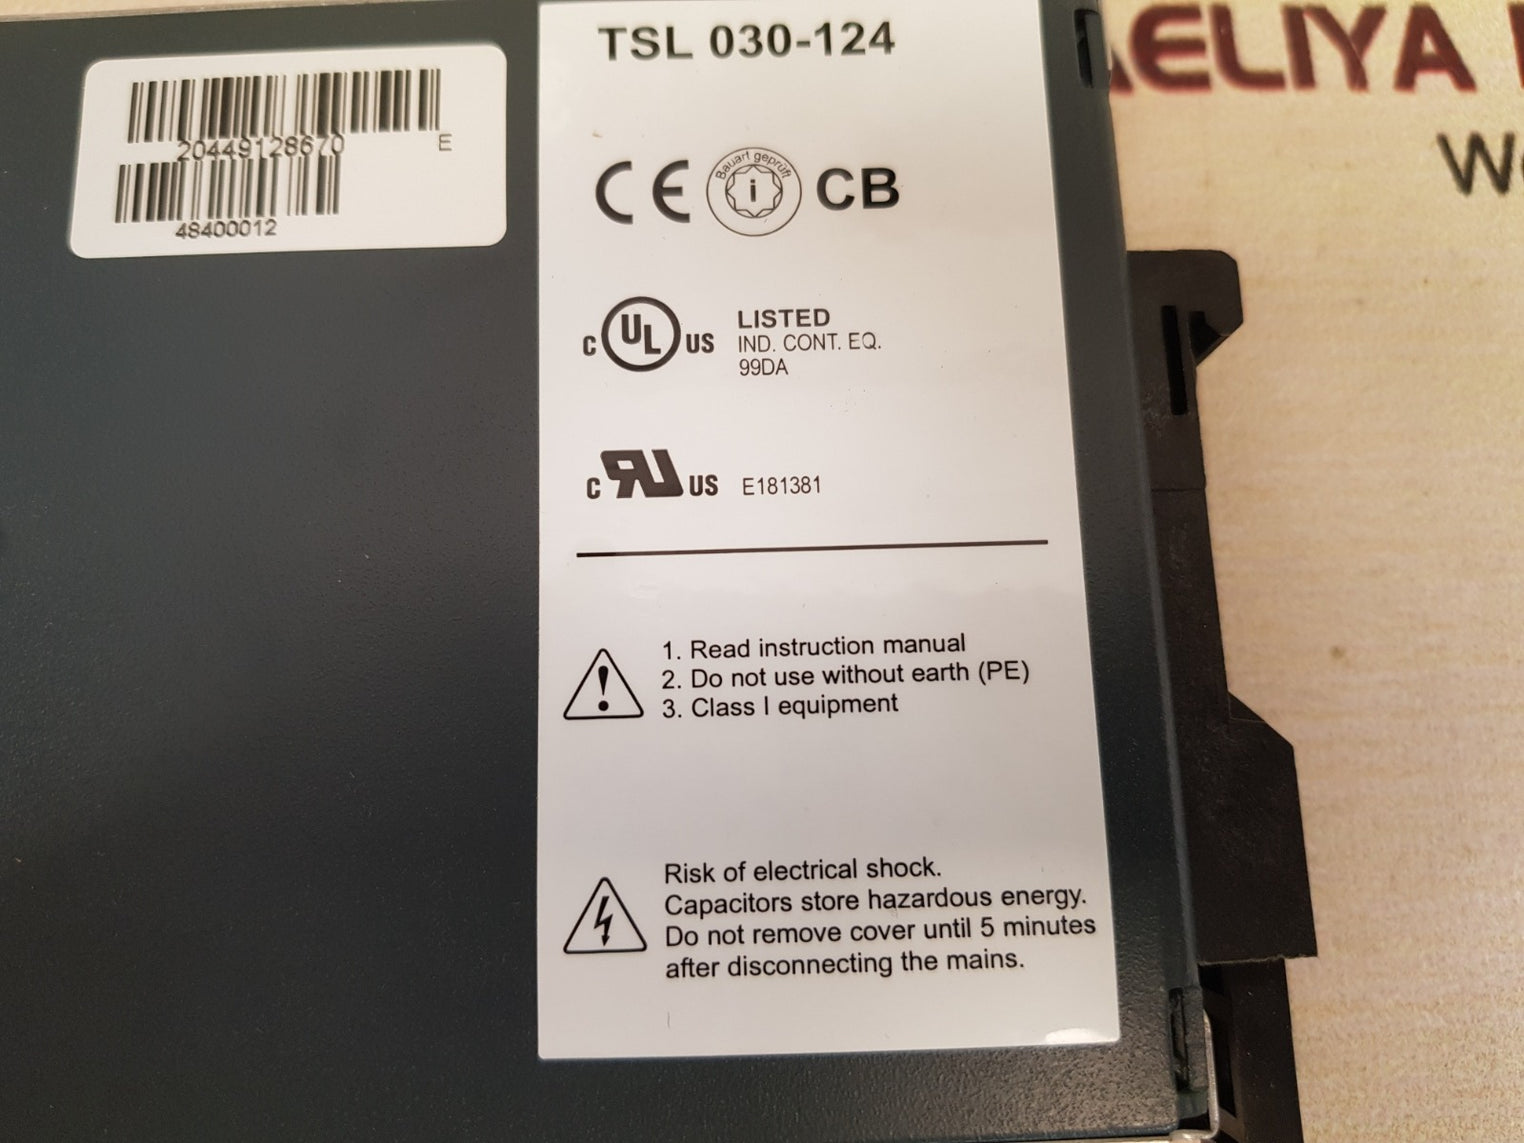 20449128670 E
48400012
TSL 030-124
CE Bauart geprüft i CB
C UL US LISTED
IND. CONT. EQ.
99DA
C RU US E181381
1. Read instruction manual
2. Do not use without earth (PE)
3. Class I equipment
Risk of electrical shock.
Capacitors store hazardous energy.
Do not remove cover until 5 minutes
after disconnecting the mains.
AELIYA